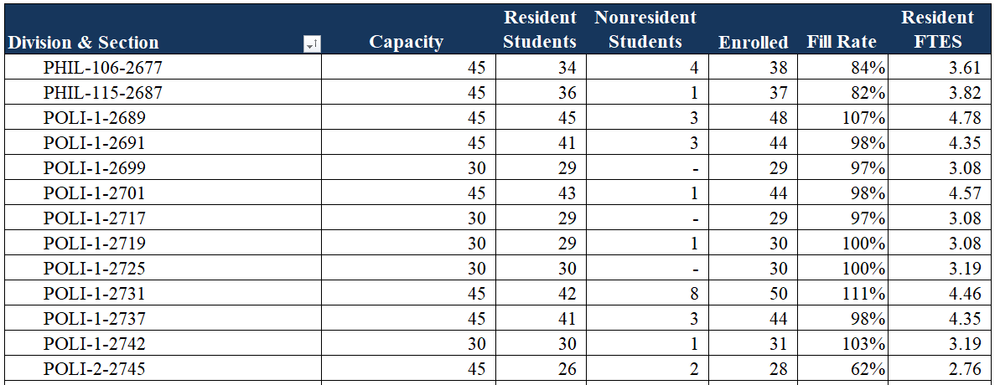 Division & Section Capacity Resident Students Nonresident Students Enrolled Fill Rate Resident FTES
PHIL-106-2677 45 34 4 38 84% 3.61
PHIL-115-2687 45 36 1 37 82% 3.82
POLI-1-2689 45 45 3 48 107% 4.78
POLI-1-2691 45 41 3 44 98% 4.35
POLI-1-2699 30 29 - 29 97% 3.08
POLI-1-2701 45 43 1 44 98% 4.57
POLI-1-2717 30 29 - 29 97% 3.08
POLI-1-2719 30 29 1 30 100% 3.08
POLI-1-2725 30 30 - 30 100% 3.19
POLI-1-2731 45 42 8 50 111% 4.46
POLI-1-2737 45 41 3 44 98% 4.35
POLI-1-2742 30 30 1 31 103% 3.19
POLI-2-2745 45 26 2 28 62% 2.76